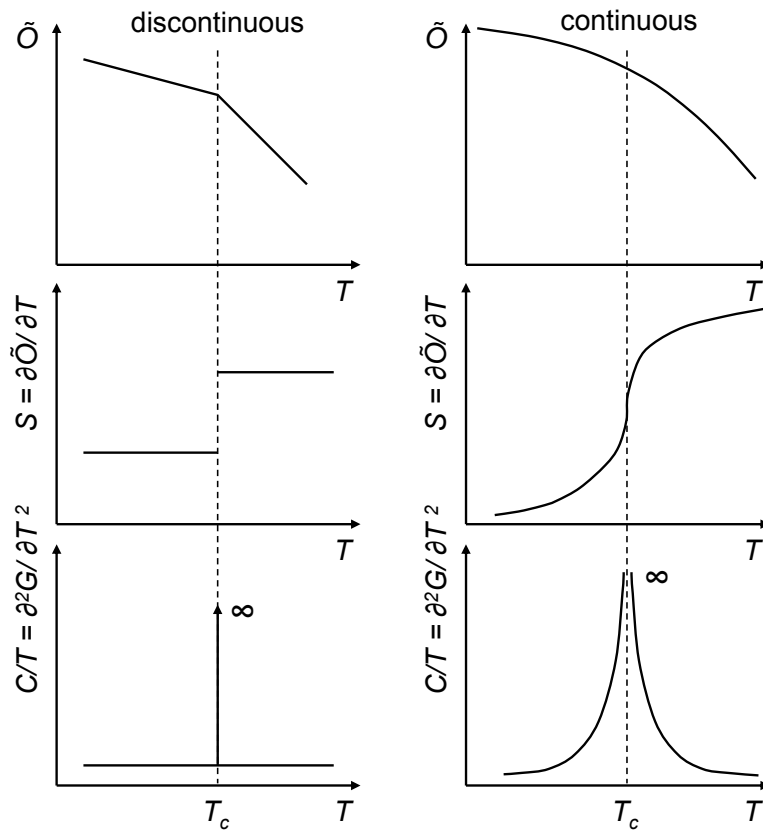 discontinuous
Õ
T
S = ∂Õ/∂T
T
C/T = ∂²G/∂T²
∞
T_c
T
continuous
Õ
T
S = ∂Õ/∂T
T
C/T = ∂²G/∂T²
∞
T_c
T